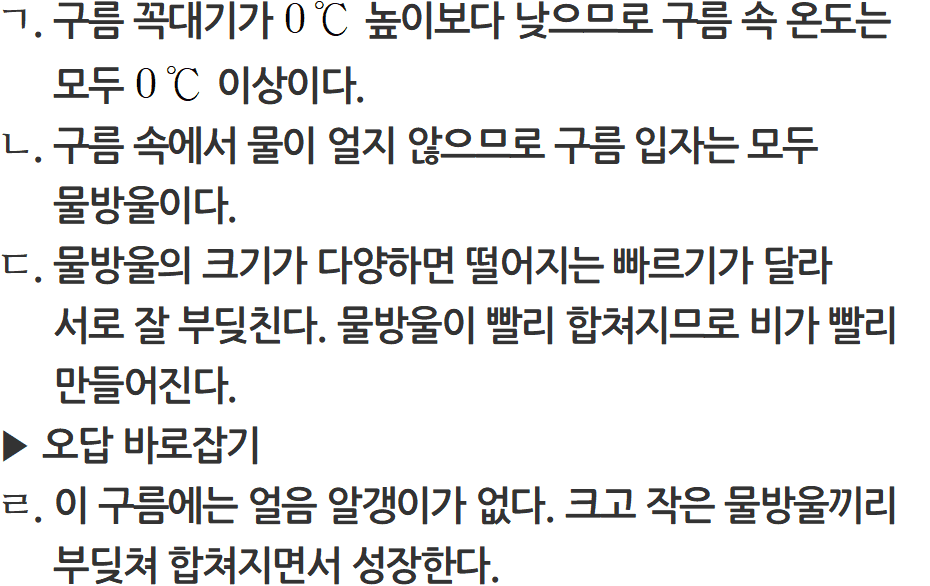 ㄱ. 구름 꼭대기가 0℃ 높이보다 낮으므로 구름 속 온도는
모두 0℃ 이상이다.
ㄴ. 구름 속에서 물이 얼지 않으므로 구름 입자는 모두
물방울이다.
ㄷ. 물방울의 크기가 다양하면 떨어지는 빠르기가 달라
서로 잘 부딪친다. 물방울이 빨리 합쳐지므로 비가 빨리
만들어진다.
▶ 오답 바로잡기
ㄹ. 이 구름에는 얼음 알갱이가 없다. 크고 작은 물방울끼리
부딪쳐 합쳐지면서 성장한다.